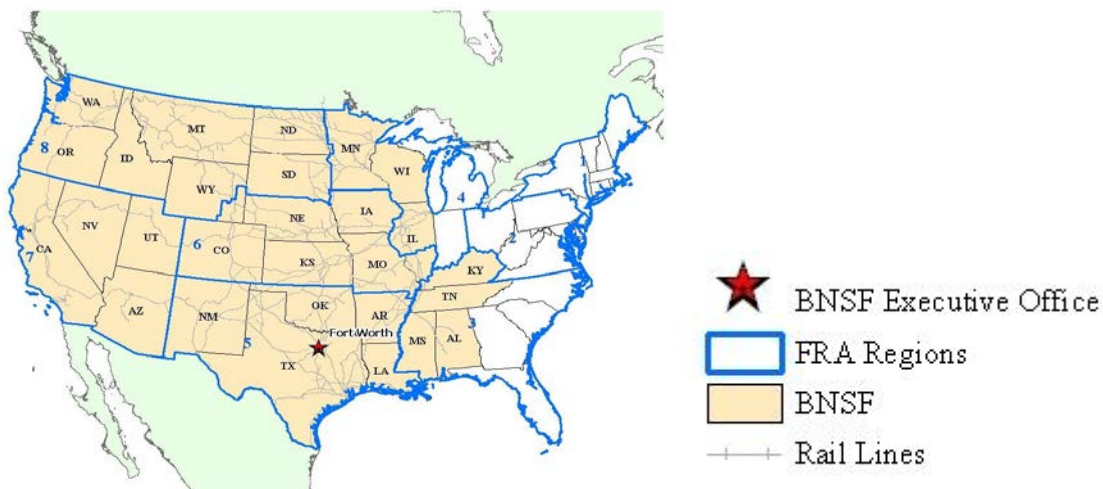 WA
MT
ND
MN
8
OR
ID
SD
WI
WY
4
1
NE
IA
NV
UT
6
CO
IL
2
CA
7
KS
MO
KY
AZ
NM
OK
AR
TN
3
Fort Worth
5
TX
LA
MS
AL
BNSF Executive Office
FRA Regions
BNSF
Rail Lines